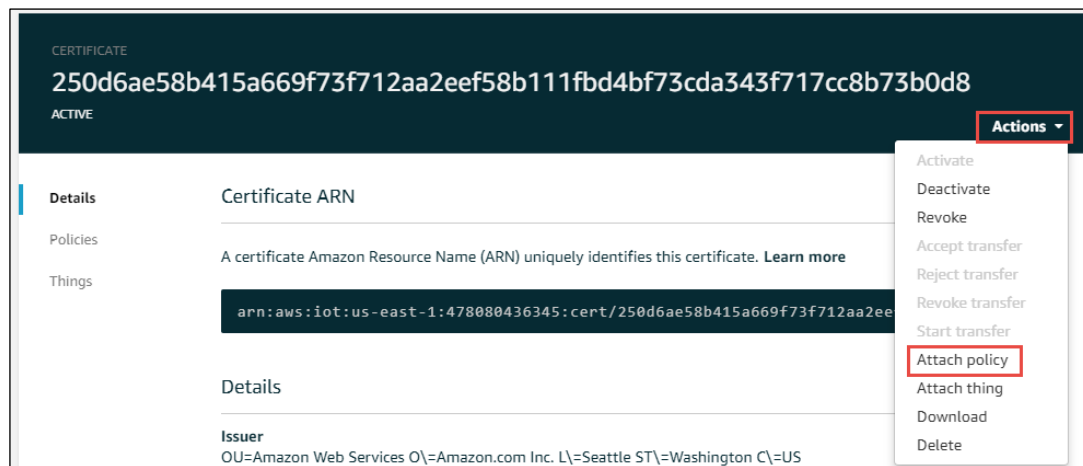 CERTIFICATE
250d6ae58b415a669f73f712aa2eef58b111fbd4bf73cda343f717cc8b73b0d8
ACTIVE
Actions
Activate
Deactivate
Revoke
Accept transfer
Reject transfer
Revoke transfer
Start transfer
Attach policy
Attach thing
Download
Delete
Details
Policies
Things
Certificate ARN
A certificate Amazon Resource Name (ARN) uniquely identifies this certificate. Learn more
arn:aws:iot:us-east-1:478080436345:cert/250d6ae58b415a669f73f712aa2ee
Details
Issuer
OU=Amazon Web Services O\=Amazon.com Inc. L\=Seattle ST\=Washington C\=US